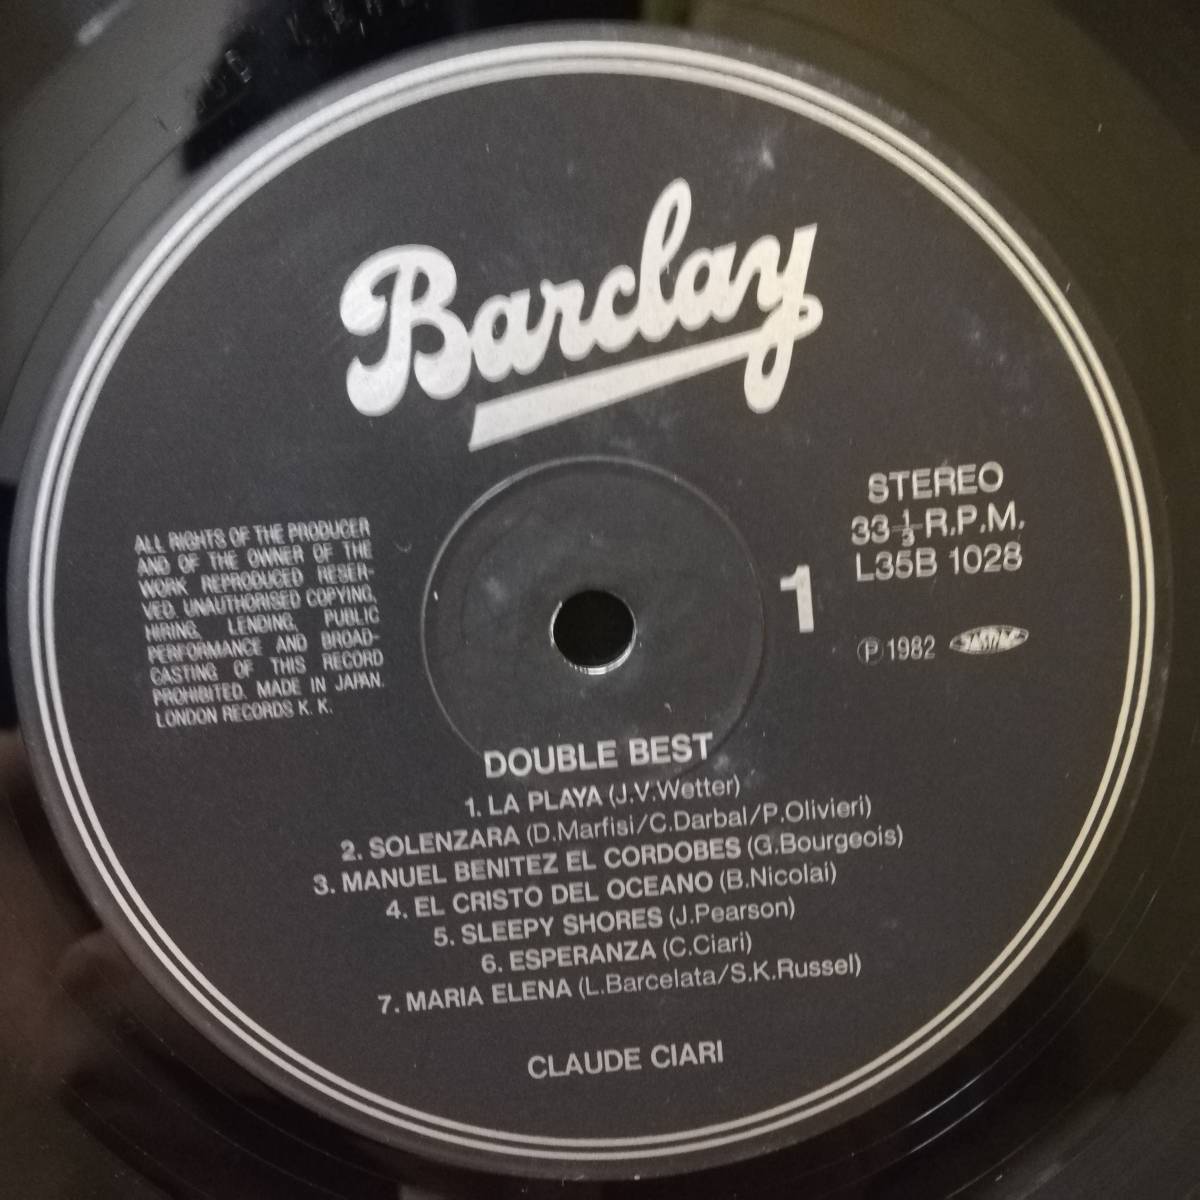 Barclay
STEREO
33 1/3 R.P.M.
L35B 1028
1
Ⓟ 1982 JASRAC
ALL RIGHTS OF THE PRODUCER
AND OF THE OWNER OF THE
WORK REPRODUCED RESER-
VED. UNAUTHORISED COPYING,
HIRING, LENDING, PUBLIC
PERFORMANCE AND BROAD-
CASTING OF THIS RECORD
PROHIBITED. MADE IN JAPAN.
LONDON RECORDS K. K.
DOUBLE BEST
1. LA PLAYA (J.V.Wetter)
2. SOLENZARA (D.Marfisi/C.Darbal/P.Olivieri)
3. MANUEL BENITEZ EL CORDOBES (G.Bourgeois)
4. EL CRISTO DEL OCEANO (B.Nicolai)
5. SLEEPY SHORES (J.Pearson)
6. ESPERANZA (C.Ciari)
7. MARIA ELENA (L.Barcelata/S.K.Russel)
CLAUDE CIARI